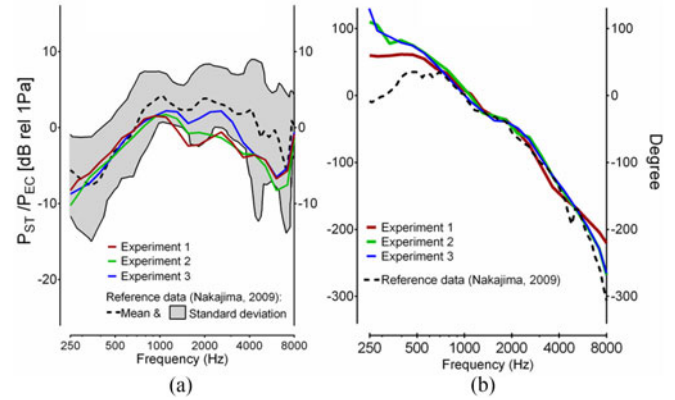 10
0
-10
-20
P_ST /P_EC [dB rel 1Pa]
10
0
-10
Experiment 1
Experiment 2
Experiment 3
Reference data (Nakajima, 2009):
Mean & Standard deviation
250 500 1000 2000 4000 8000
Frequency (Hz)
(a)
100
0
-100
-200
-300
100
0
-100
-200
-300
Degree
Experiment 1
Experiment 2
Experiment 3
Reference data (Nakajima, 2009)
250 500 1000 2000 4000 8000
Frequency (Hz)
(b)